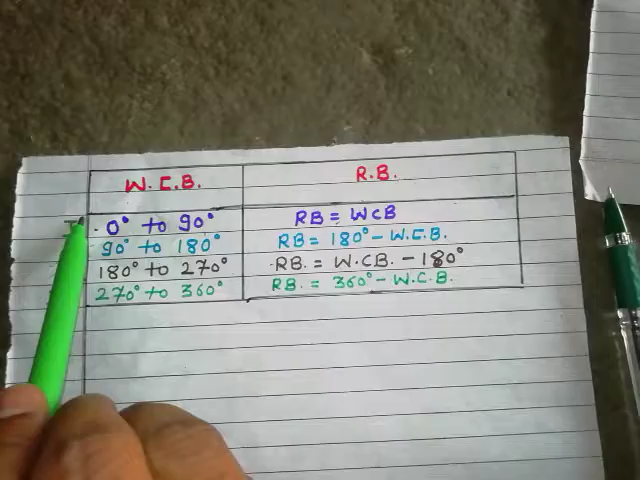 W.C.B. R.B.
0° to 90° RB = WCB
90° to 180° RB = 180° - W.C.B.
180° to 270° RB. = W.CB. - 180°
270° to 360° RB. = 360° - W.C.B.